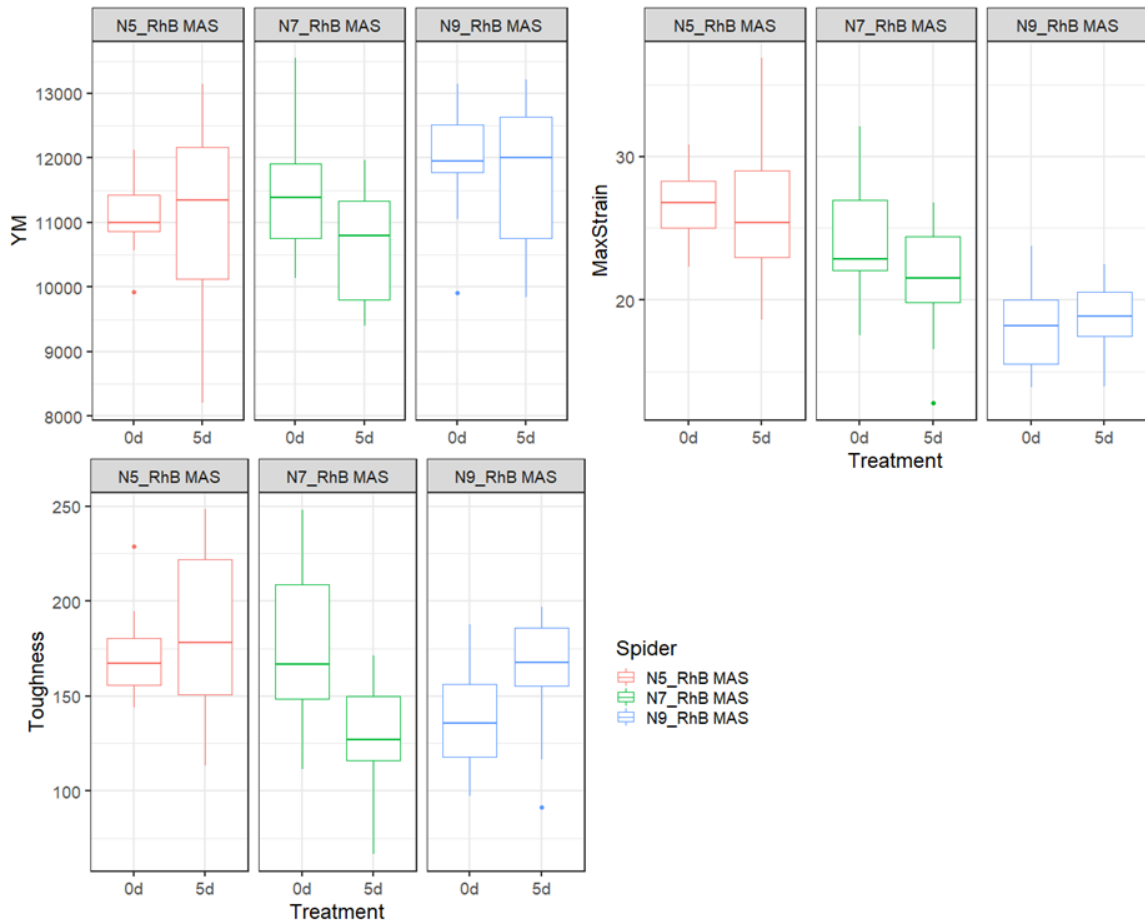 N5_RhB MAS N7_RhB MAS N9_RhB MAS
YM
13000
12000
11000
10000
9000
8000
0d 5d 0d 5d 0d 5d
N5_RhB MAS N7_RhB MAS N9_RhB MAS
MaxStrain
30
20
0d 5d 0d 5d 0d 5d
Treatment
N5_RhB MAS N7_RhB MAS N9_RhB MAS
Toughness
250
200
150
100
0d 5d 0d 5d 0d 5d
Treatment
Spider
N5_RhB MAS
N7_RhB MAS
N9_RhB MAS